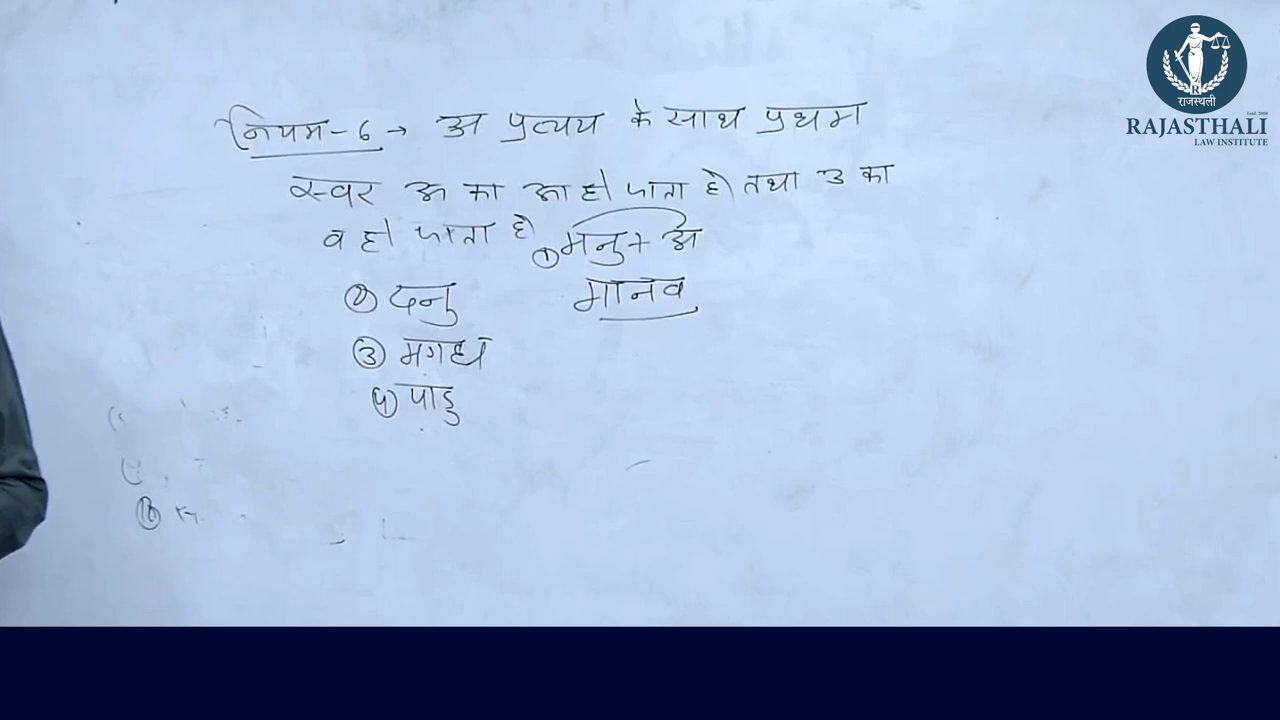 नियम-6 → अ प्रत्यय के साथ प्रथम
स्वर अ का आ हो जाता है तथा उ का
व हो जाता है ① मनु + अ
② दनु मानव
③ मगध
④ पांडु
राजस्थली
RAJASTHALI
LAW INSTITUTE